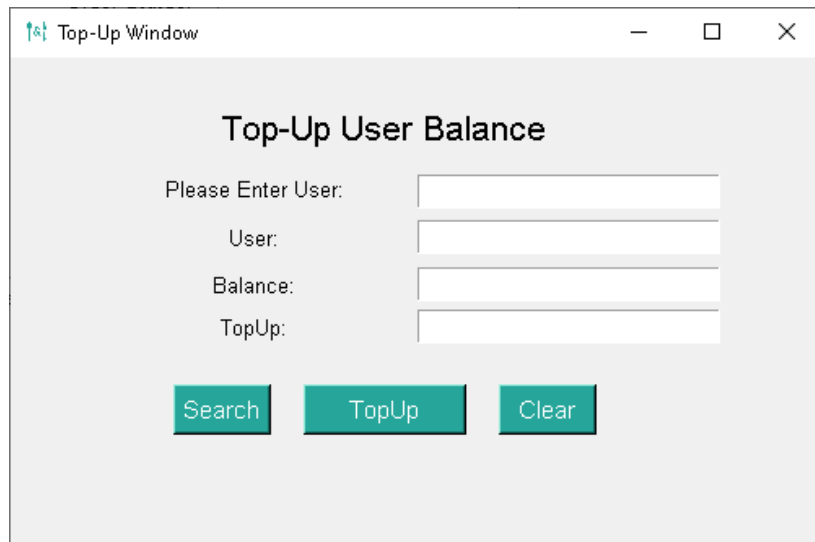 Top-Up Window
Top-Up User Balance
Please Enter User:
User:
Balance:
TopUp:
Search TopUp Clear